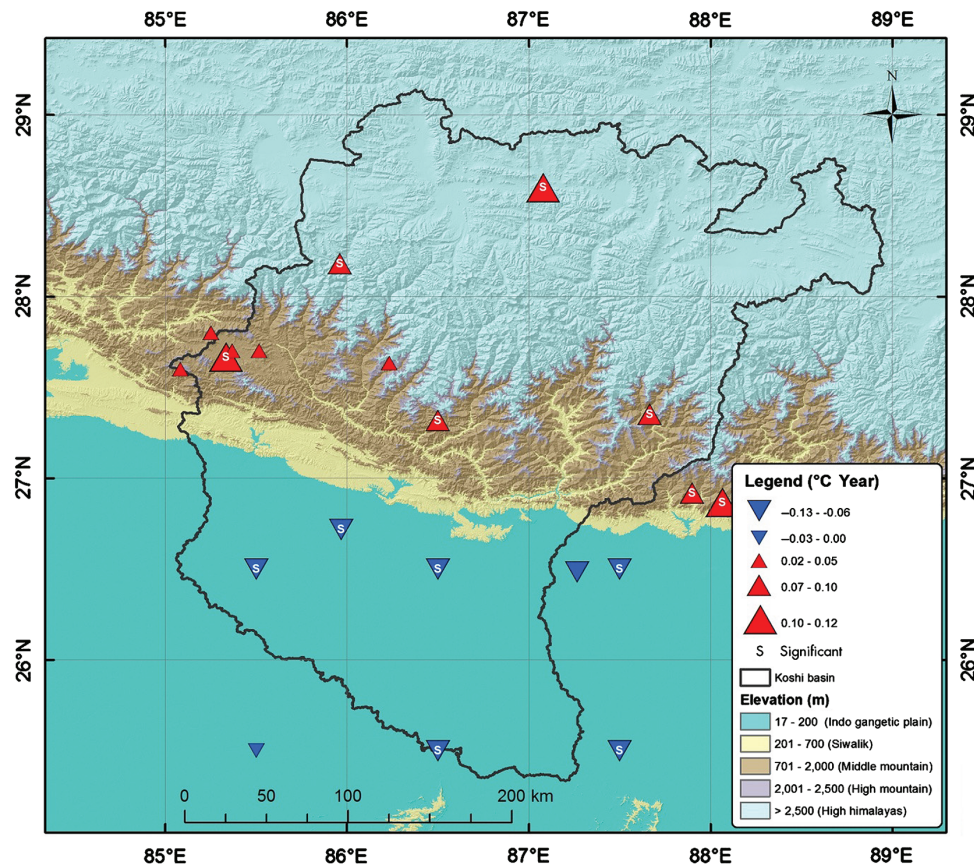 85°E 86°E 87°E 88°E 89°E
N
29°N 29°N
S
S
28°N 28°N
S
S
S
27°N 27°N
S
S
S
S S S
26°N 26°N
S S
Legend (°C Year)
–0.13 - -0.06
–0.03 - 0.00
0.02 - 0.05
0.07 - 0.10
0.10 - 0.12
S Significant
Koshi basin
Elevation (m)
17 - 200 (Indo gangetic plain)
201 - 700 (Siwalik)
701 - 2,000 (Middle mountain)
2,001 - 2,500 (High mountain)
> 2,500 (High himalayas)
0 50 100 200 km
85°E 86°E 87°E 88°E 89°E